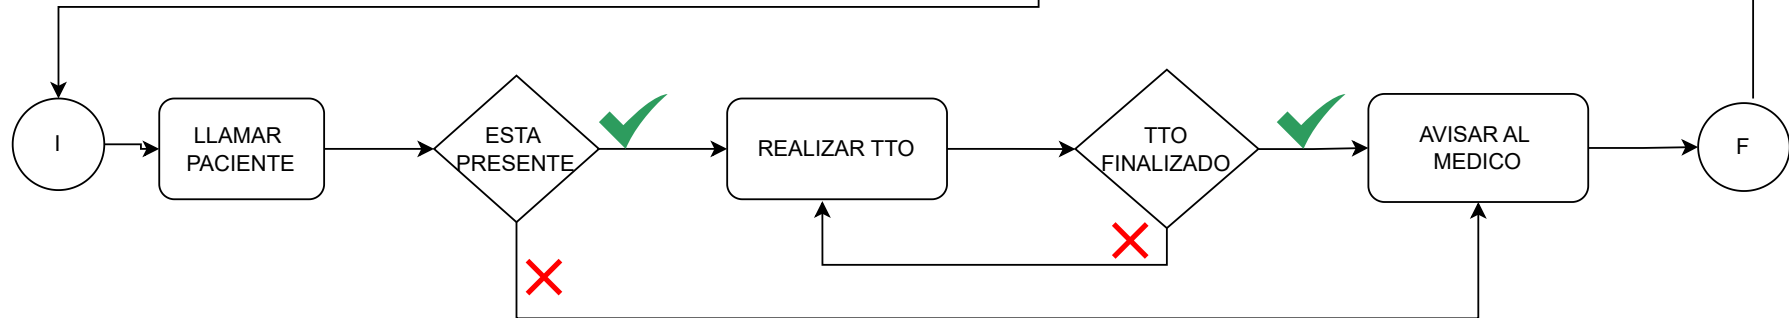 I
LLAMAR
PACIENTE
ESTA
PRESENTE
REALIZAR TTO
TTO
FINALIZADO
AVISAR AL
MEDICO
F